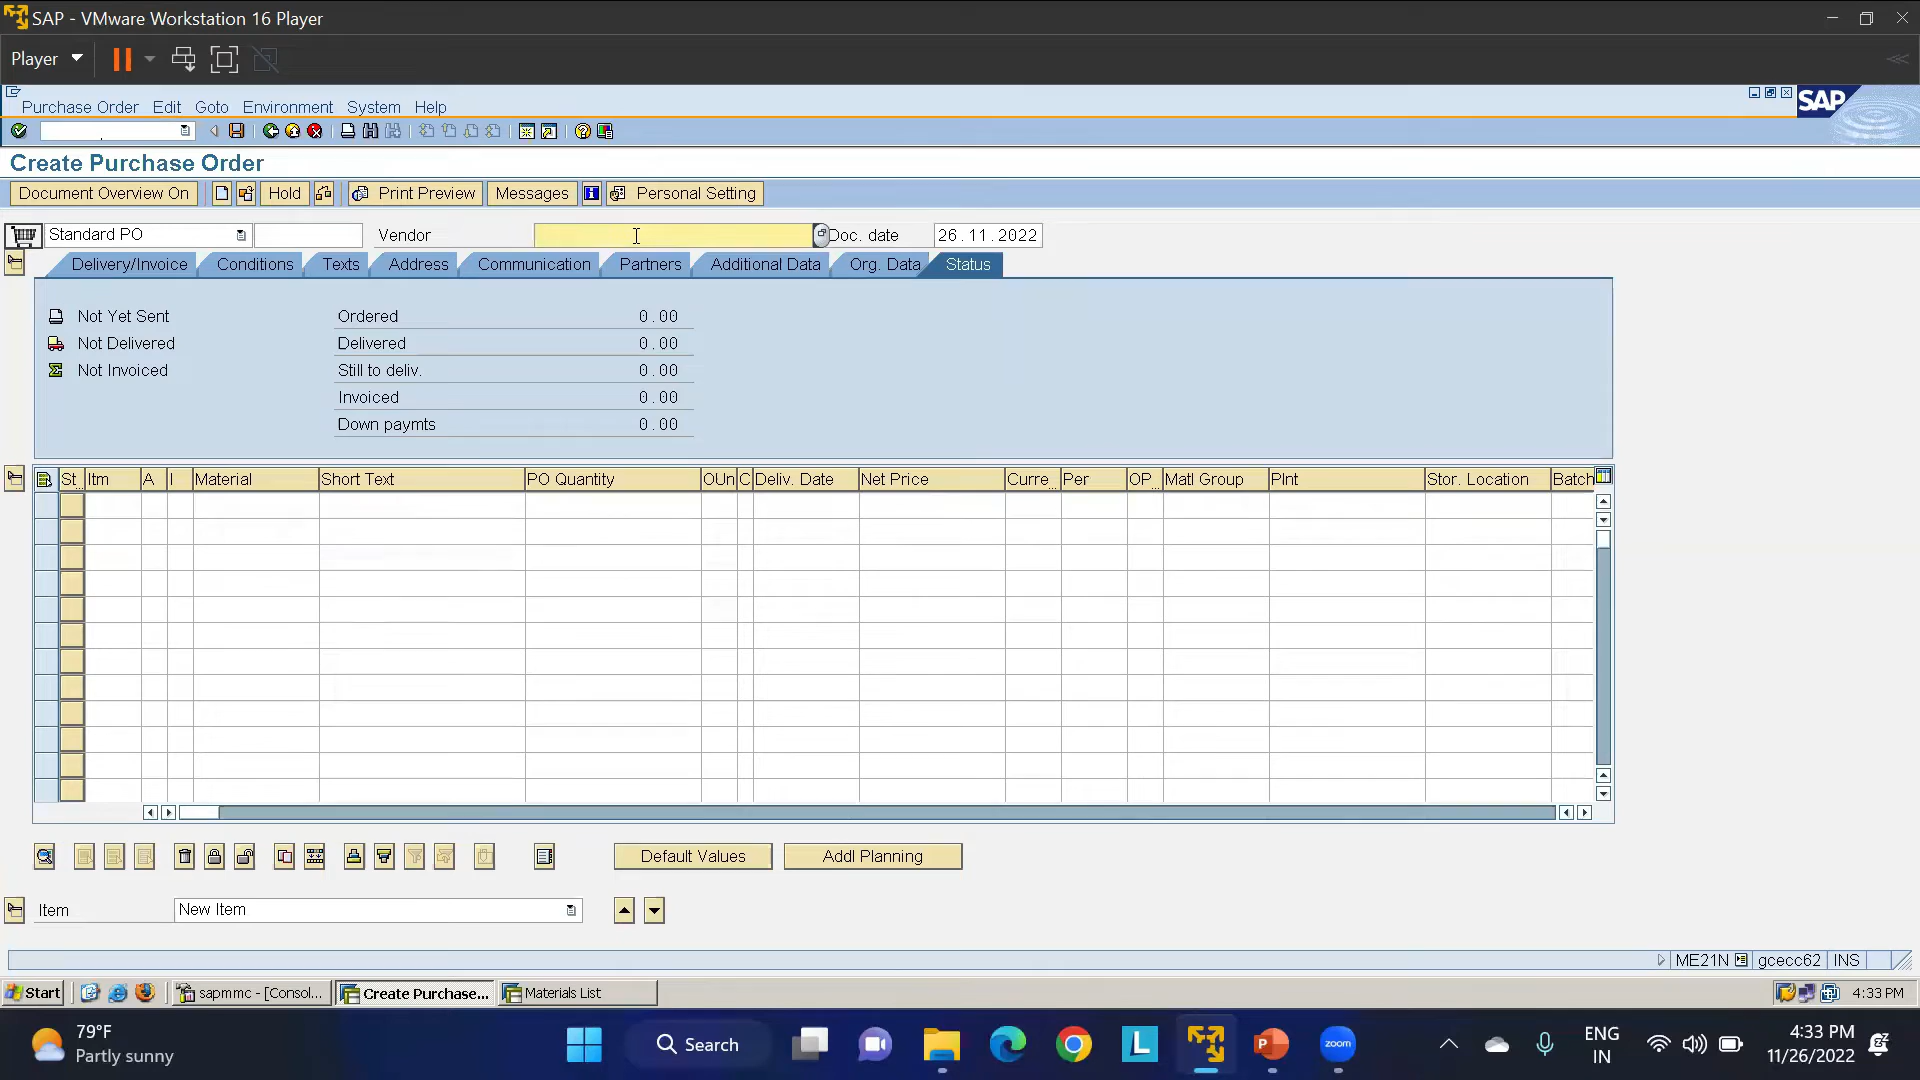 SAP - VMware Workstation 16 Player
Player
Purchase Order Edit Goto Environment System Help
SAP
Create Purchase Order
Document Overview On Hold Print Preview Messages Personal Setting
Standard PO Vendor Doc. date 26.11.2022
Delivery/Invoice Conditions Texts Address Communication Partners Additional Data Org. Data Status
Not Yet Sent Ordered 0.00
Not Delivered Delivered 0.00
Still to deliv. 0.00
Not Invoiced
Invoiced 0.00
Down paymts 0.00
St.. Itm A I Material Short Text PO Quantity OUn C Deliv. Date Net Price Curre... Per OP... Matl Group Plnt Stor. Location Batch
Default Values Addl Planning
Item New Item
ME21N gcecc62 INS
Start sapmmc - [Consol... Create Purchase... Materials List 4:33 PM
79°F
Partly sunny
Search
L
P
zoom
ENG
IN
4:33 PM
11/26/2022